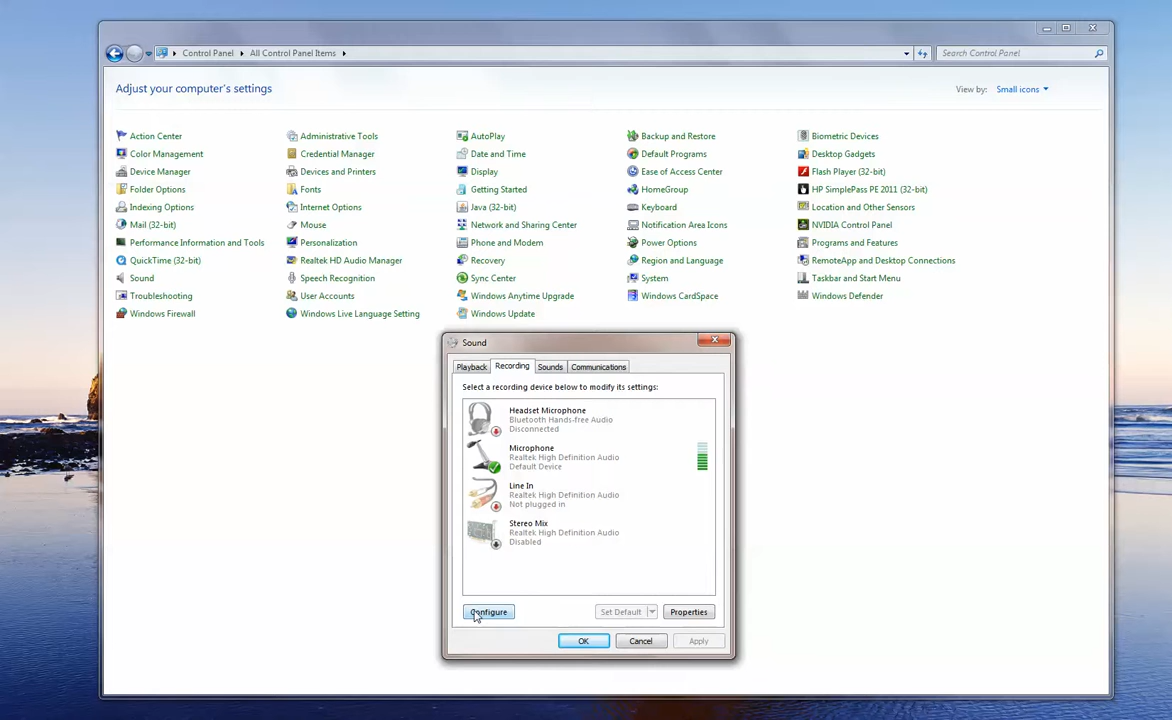 Control Panel
All Control Panel Items
Search Control Panel
Adjust your computer's settings
View by: Small icons
Action Center
Administrative Tools
AutoPlay
Backup and Restore
Biometric Devices
Color Management
Credential Manager
Date and Time
Default Programs
Desktop Gadgets
Device Manager
Devices and Printers
Display
Ease of Access Center
Flash Player (32-bit)
Folder Options
Fonts
Getting Started
HomeGroup
HP SimplePass PE 2011 (32-bit)
Indexing Options
Internet Options
Java (32-bit)
Keyboard
Location and Other Sensors
Mail (32-bit)
Mouse
Network and Sharing Center
Notification Area Icons
NVIDIA Control Panel
Performance Information and Tools
Personalization
Phone and Modem
Power Options
Programs and Features
QuickTime (32-bit)
Realtek HD Audio Manager
Recovery
Region and Language
RemoteApp and Desktop Connections
Sound
Speech Recognition
Sync Center
System
Taskbar and Start Menu
Troubleshooting
User Accounts
Windows Anytime Upgrade
Windows CardSpace
Windows Defender
Windows Firewall
Windows Live Language Setting
Windows Update
Sound
Playback
Recording
Sounds
Communications
Select a recording device below to modify its settings:
Headset Microphone
Bluetooth Hands-free Audio
Disconnected
Microphone
Realtek High Definition Audio
Default Device
Line In
Realtek High Definition Audio
Not plugged in
Stereo Mix
Realtek High Definition Audio
Disabled
Configure
Set Default
Properties
OK
Cancel
Apply